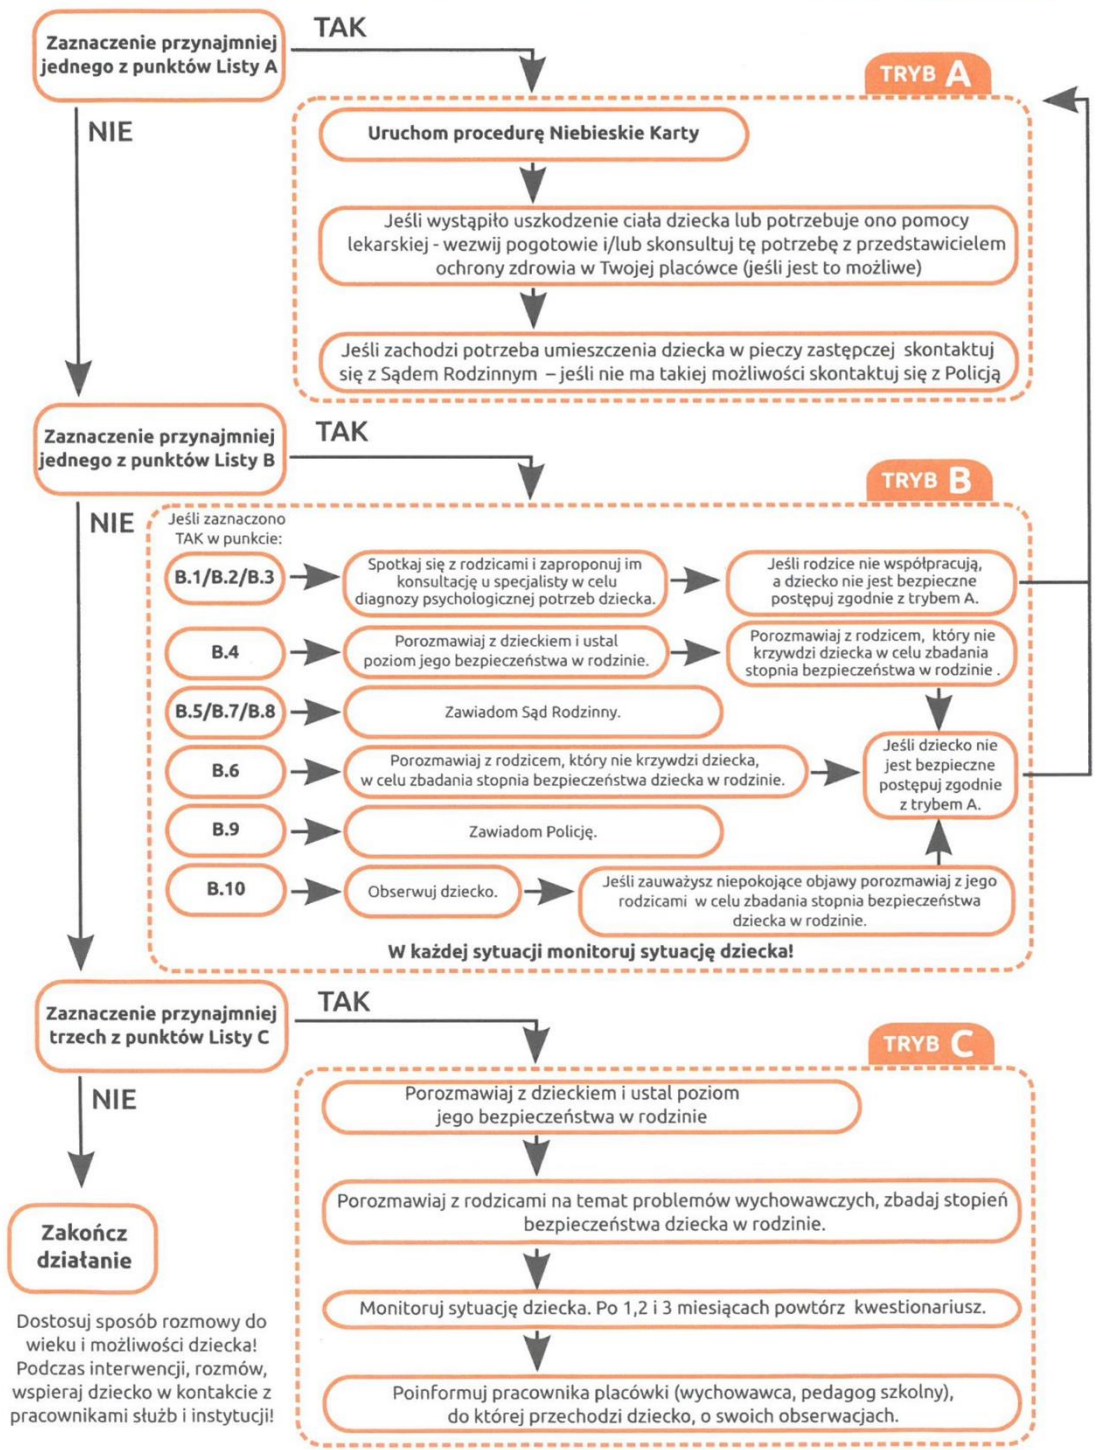 Zaznaczenie przynajmniej
jednego z punktów Listy A
TAK
NIE
TRYB A
Uruchom procedurę Niebieskie Karty
Jeśli wystąpiło uszkodzenie ciała dziecka lub potrzebuje ono pomocy
lekarskiej - wezwij pogotowie i/lub skonsultuj tę potrzebę z przedstawicielem
ochrony zdrowia w Twojej placówce (jeśli jest to możliwe)
Jeśli zachodzi potrzeba umieszczenia dziecka w pieczy zastępczej skontaktuj
się z Sądem Rodzinnym – jeśli nie ma takiej możliwości skontaktuj się z Policją
Zaznaczenie przynajmniej
jednego z punktów Listy B
TAK
NIE
TRYB B
Jeśli zaznaczono
TAK w punkcie:
B.1/B.2/B.3
Spotkaj się z rodzicami i zaproponuj im
konsultację u specjalisty w celu
diagnozy psychologicznej potrzeb dziecka.
Jeśli rodzice nie współpracują,
a dziecko nie jest bezpieczne
postępuj zgodnie z trybem A.
B.4
Porozmawiaj z dzieckiem i ustal
poziom jego bezpieczeństwa w rodzinie.
Porozmawiaj z rodzicem, który nie
krzywdzi dziecka w celu zbadania
stopnia bezpieczeństwa w rodzinie .
B.5/B.7/B.8
Zawiadom Sąd Rodzinny.
B.6
Porozmawiaj z rodzicem, który nie krzywdzi dziecka,
w celu zbadania stopnia bezpieczeństwa dziecka w rodzinie.
Jeśli dziecko nie
jest bezpieczne
postępuj zgodnie
z trybem A.
B.9
Zawiadom Policję.
B.10
Obserwuj dziecko.
Jeśli zauważysz niepokojące objawy porozmawiaj z jego
rodzicami w celu zbadania stopnia bezpieczeństwa
dziecka w rodzinie.
W każdej sytuacji monitoruj sytuację dziecka!
Zaznaczenie przynajmniej
trzech z punktów Listy C
TAK
NIE
TRYB C
Porozmawiaj z dzieckiem i ustal poziom
jego bezpieczeństwa w rodzinie
Porozmawiaj z rodzicami na temat problemów wychowawczych, zbadaj stopień
bezpieczeństwa dziecka w rodzinie.
Monitoruj sytuację dziecka. Po 1,2 i 3 miesiącach powtórz kwestionariusz.
Poinformuj pracownika placówki (wychowawca, pedagog szkolny),
do której przechodzi dziecko, o swoich obserwacjach.
Zakończ
działanie
Dostosuj sposób rozmowy do
wieku i możliwości dziecka!
Podczas interwencji, rozmów,
wspieraj dziecko w kontakcie z
pracownikami służb i instytucji!